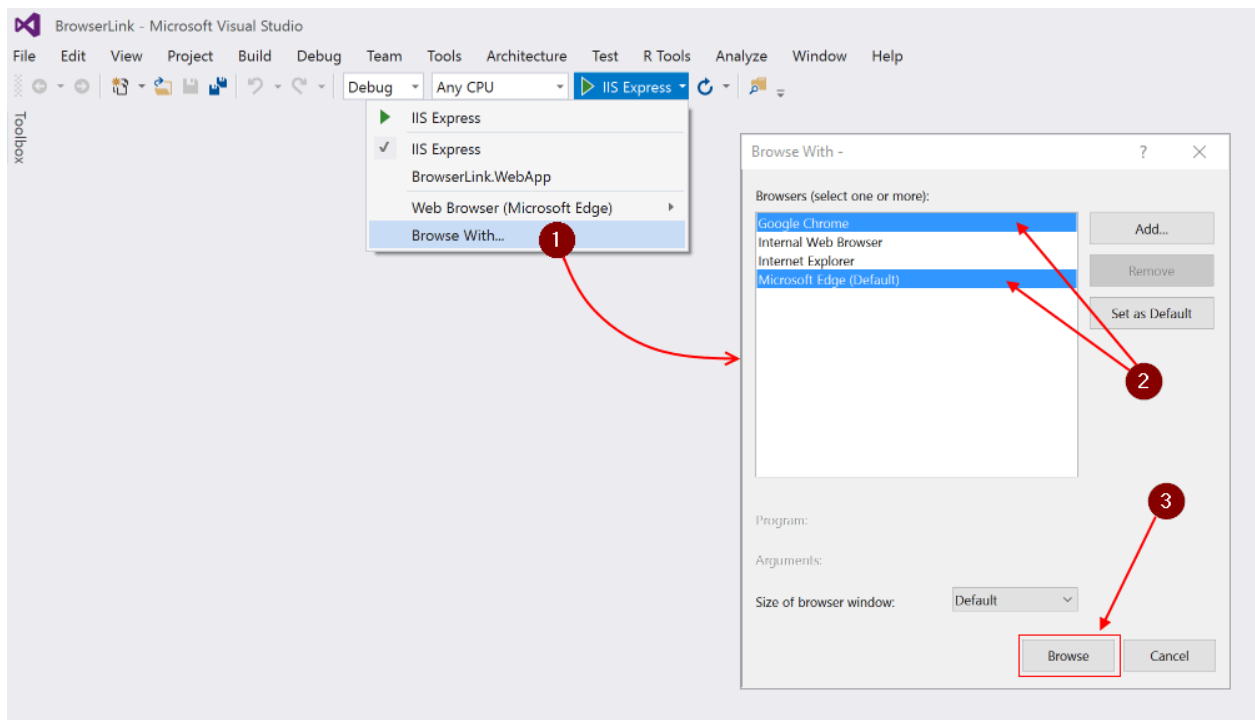 BrowserLink - Microsoft Visual Studio
File Edit View Project Build Debug Team Tools Architecture Test R Tools Analyze Window Help
Debug Any CPU IIS Express
Toolbox
IIS Express
IIS Express
BrowserLink.WebApp
Web Browser (Microsoft Edge)
Browse With...
1
Browse With - ?
Browsers (select one or more):
Google Chrome
Internal Web Browser
Internet Explorer
Microsoft Edge (Default)
Add...
Remove
Set as Default
2
3
Program:
Arguments:
Size of browser window: Default
Browse Cancel